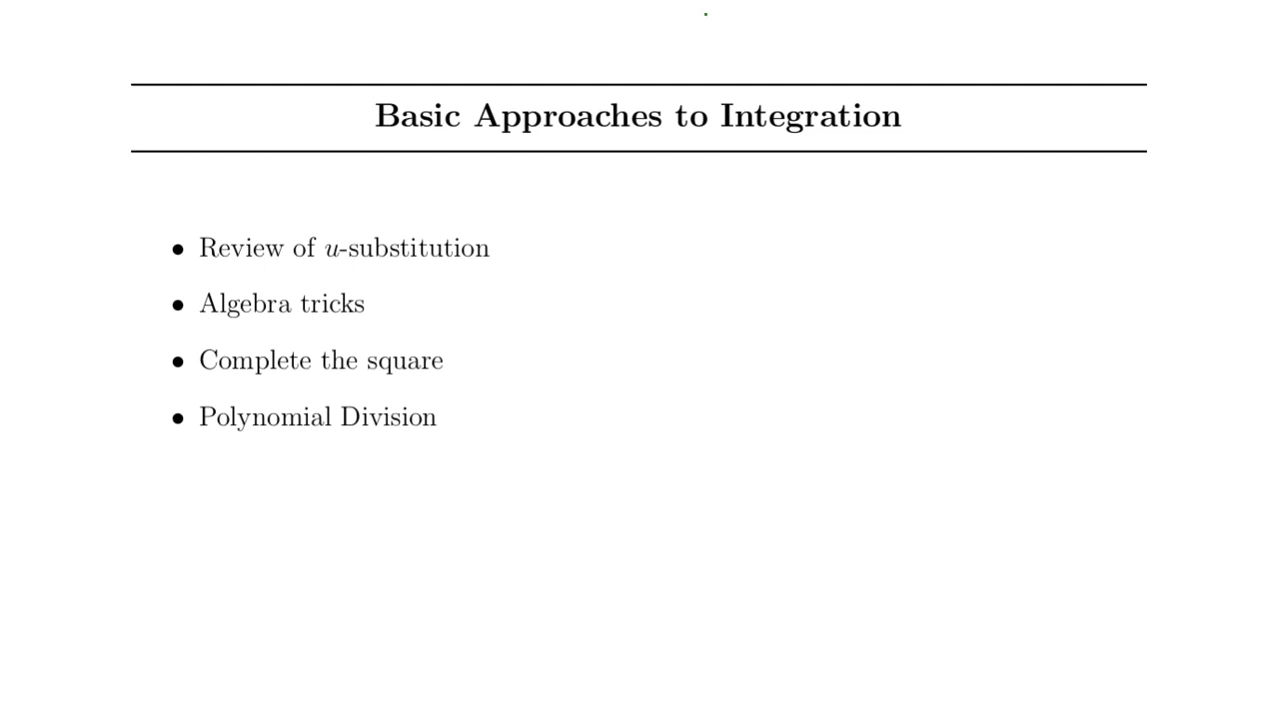 Basic Approaches to Integration
• Review of u-substitution
• Algebra tricks
• Complete the square
• Polynomial Division